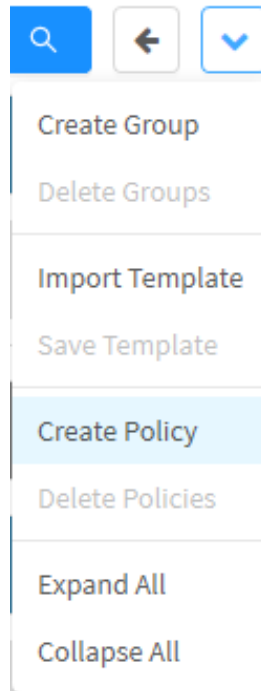 Create Group
Delete Groups
Import Template
Save Template
Create Policy
Delete Policies
Expand All
Collapse All